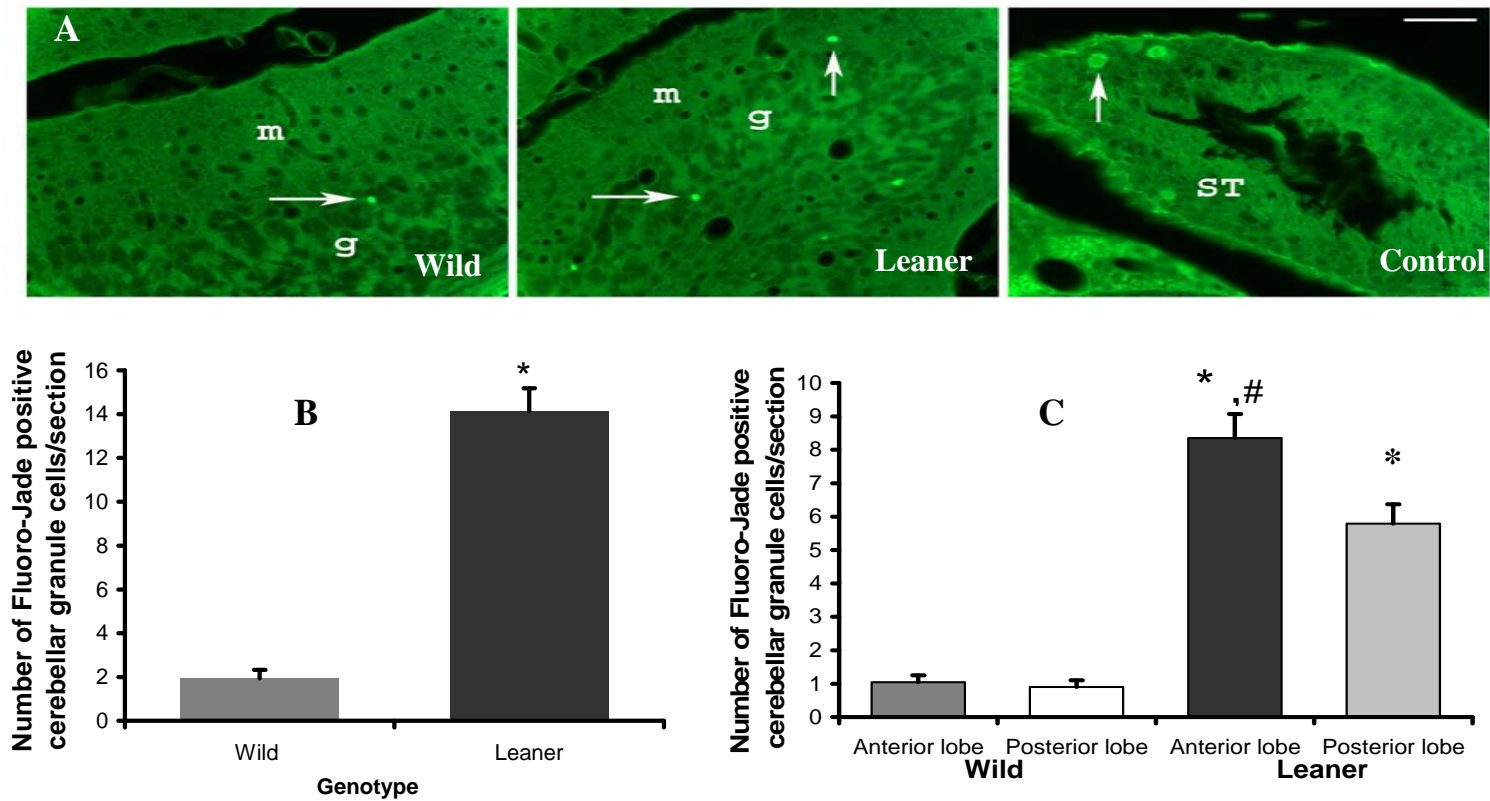 A
m
g
Wild
m
g
Leaner
ST
Control
Number of Fluoro-Jade positive
cerebellar granule cells/section
16
14
12
10
8
6
4
2
0
*
B
Wild
Leaner
Genotype
Number of Fluoro-Jade positive
cerebellar granule cells/section
10
9
8
7
6
5
4
3
2
1
0
*
,#
C
*
Anterior lobe Posterior lobe Anterior lobe Posterior lobe
Wild Leaner